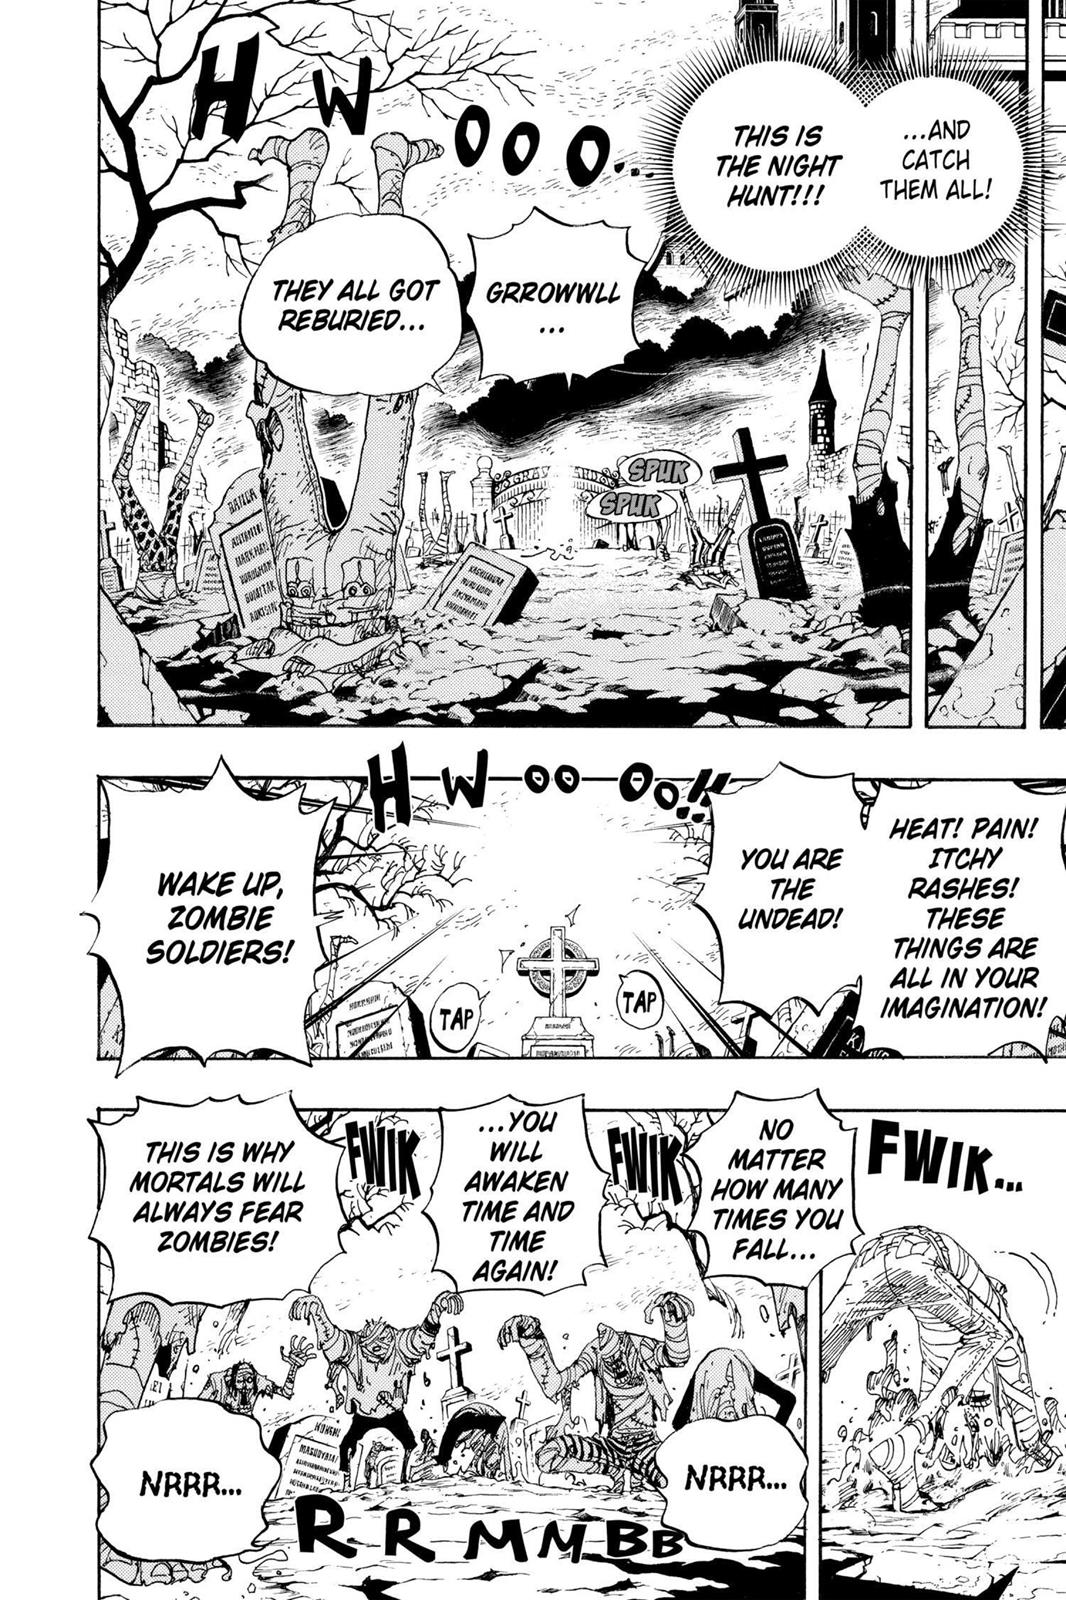 ...AND
CATCH
THEM ALL!
THIS IS
THE NIGHT
HUNT!!!
HWOOOO...
GRROWWLL
...
THEY ALL GOT
REBURIED...
SPUK
SPUK
HEAT! PAIN!
ITCHY
RASHES!
THESE
THINGS ARE
ALL IN YOUR
IMAGINATION!
YOU ARE
THE
UNDEAD!
HWOOOO!!
TAP
TAP
WAKE UP,
ZOMBIE
SOLDIERS!
FWIK...
NO
MATTER
HOW MANY
TIMES YOU
FALL...
FWIK
...YOU
WILL
AWAKEN
TIME AND
TIME
AGAIN!
FWIK
THIS IS WHY
MORTALS WILL
ALWAYS FEAR
ZOMBIES!
NRRR...
NRRR...
RRMMBB